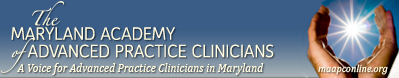 The
MARYLAND ACADEMY
of ADVANCED PRACTICE CLINICIANS
A Voice for Advanced Practice Clinicians in Maryland
maapconline.org